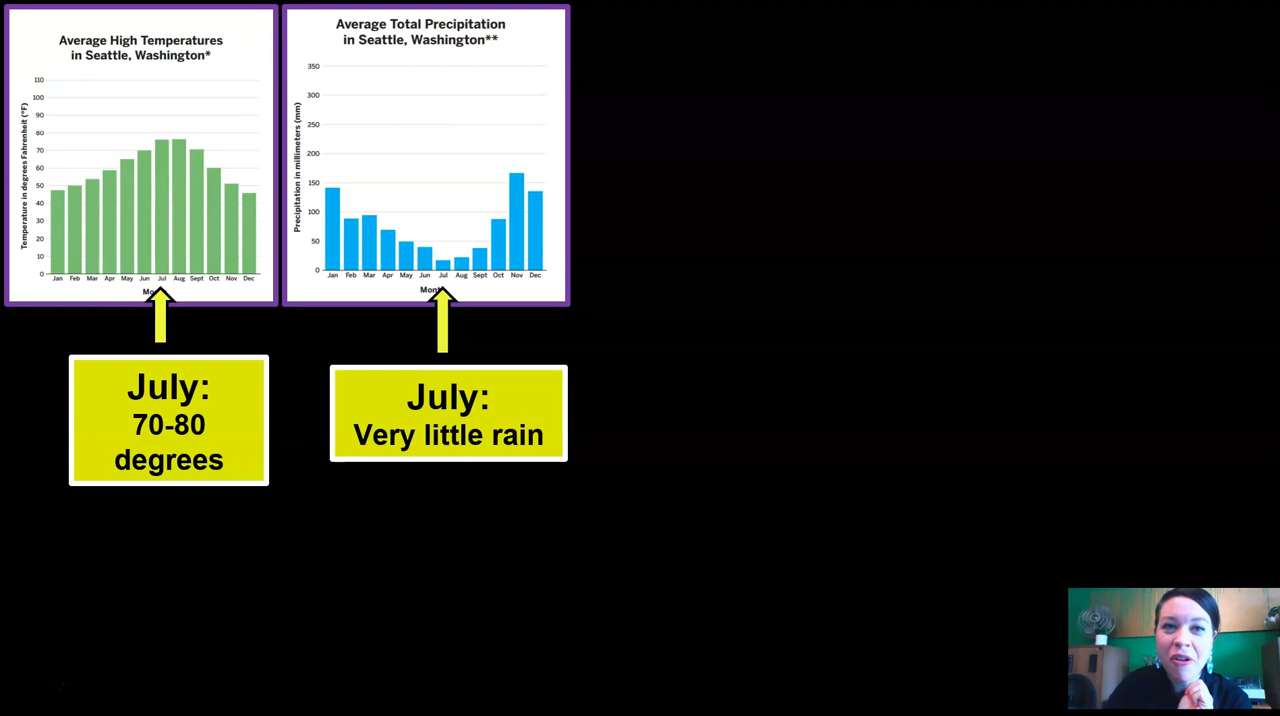 Average High Temperatures
in Seattle, Washington*
Temperature in degrees Fahrenheit (°F)
110
100
90
80
70
60
50
40
30
20
10
0
Jan Feb Mar Apr May Jun Jul Aug Sept Oct Nov Dec
Average Total Precipitation
in Seattle, Washington**
Precipitation in millimeters (mm)
350
300
250
200
150
100
50
0
Jan Feb Mar Apr May Jun Jul Aug Sept Oct Nov Dec
July:
70-80
degrees
July:
Very little rain